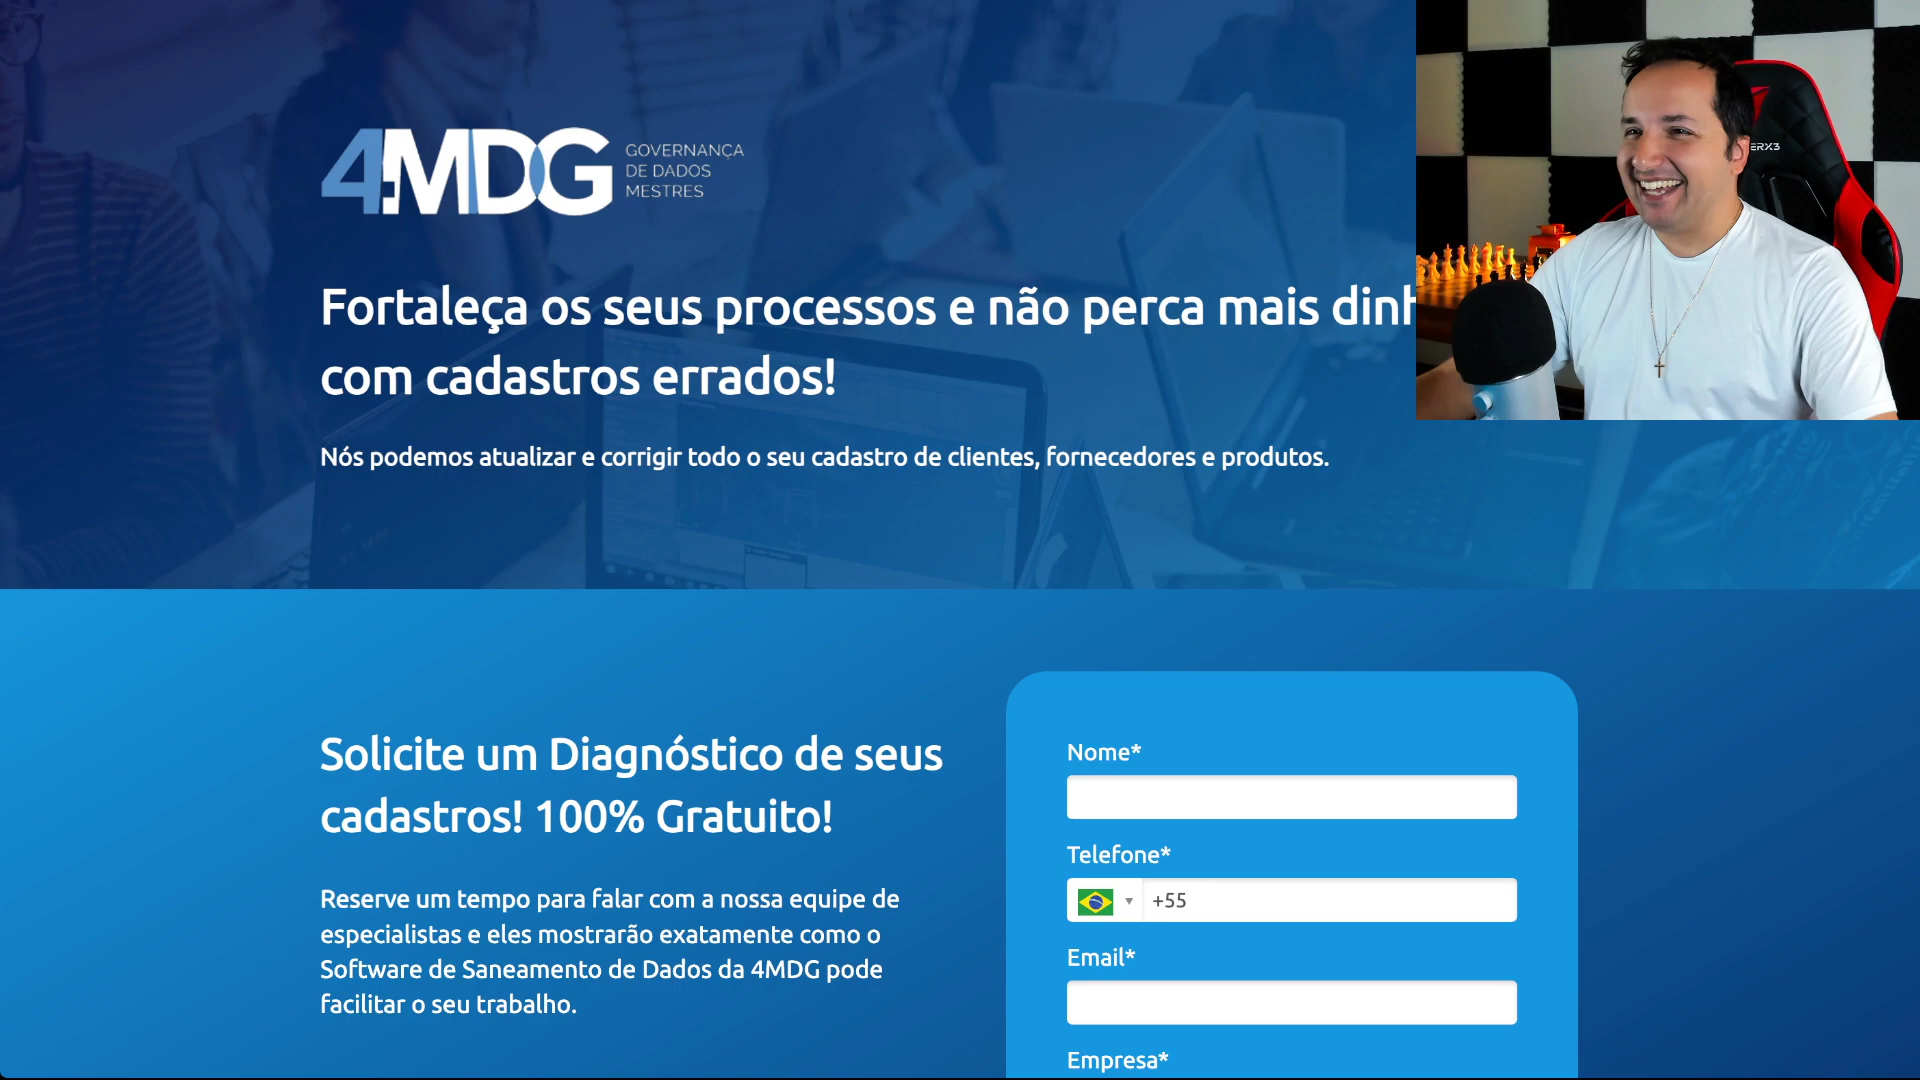 4MDG GOVERNANÇA
DE DADOS
MESTRES
Fortaleça os seus processos e não perca mais
com cadastros errados!
Nós podemos atualizar e corrigir todo o seu cadastro de clientes, fornecedores e produtos.
Solicite um Diagnóstico de seus
cadastros! 100% Gratuito!
Reserve um tempo para falar com a nossa equipe de
especialistas e eles mostrarão exatamente como o
Software de Saneamento de Dados da 4MDG pode
facilitar o seu trabalho.
Nome*
Telefone*
+55
Email*
Empresa*